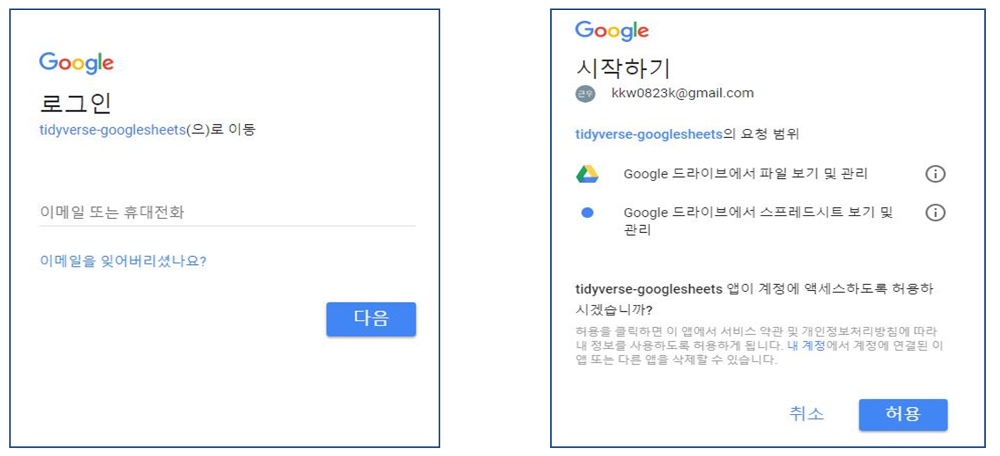 Google
로그인
tidyverse-googlesheets(으)로 이동
이메일 또는 휴대전화
이메일을 잊어버리셨나요?
다음
Google
시작하기
근우 kkw0823k@gmail.com
tidyverse-googlesheets의 요청 범위
Google 드라이브에서 파일 보기 및 관리
Google 드라이브에서 스프레드시트 보기 및
관리
tidyverse-googlesheets 앱이 계정에 액세스하도록 허용하
시겠습니까?
허용을 클릭하면 이 앱에서 서비스 약관 및 개인정보처리방침에 따라
내 정보를 사용하도록 허용하게 됩니다. 내 계정에서 계정에 연결된 이
앱 또는 다른 앱을 삭제할 수 있습니다.
취소 허용